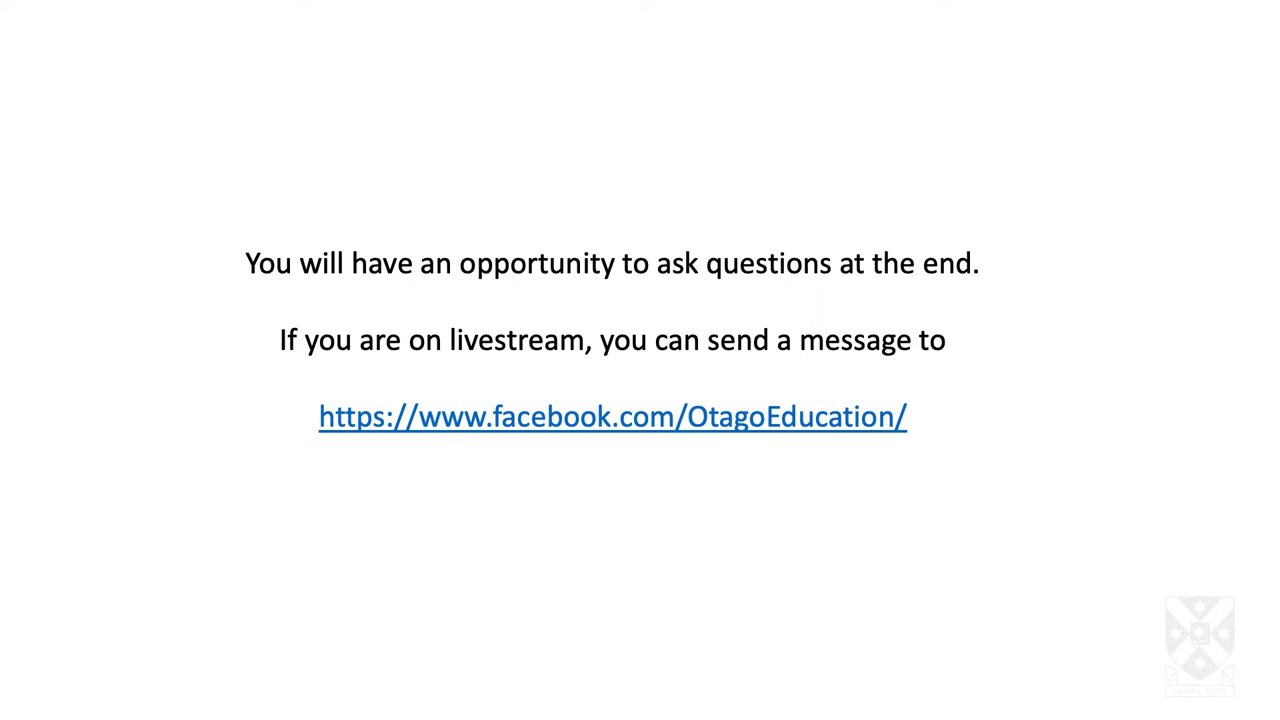 You will have an opportunity to ask questions at the end.
If you are on livestream, you can send a message to
https://www.facebook.com/OtagoEducation/